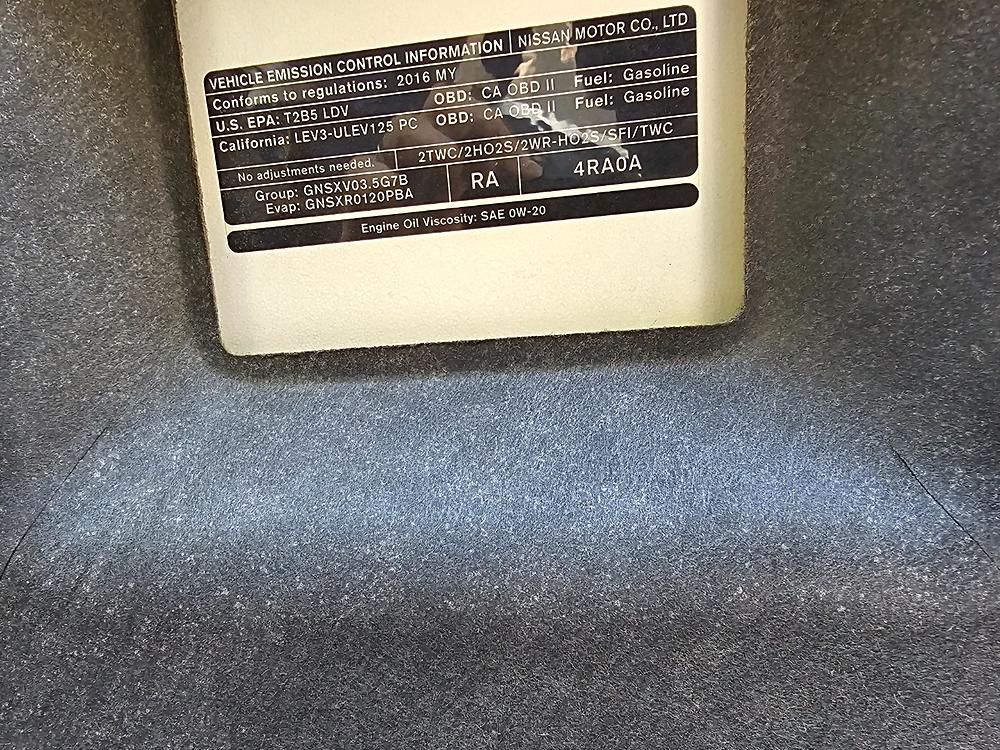 VEHICLE EMISSION CONTROL INFORMATION NISSAN MOTOR CO., LTD
Conforms to regulations: 2016 MY
U.S. EPA: T2B5 LDV OBD: CA OBD II Fuel: Gasoline
California: LEV3-ULEV125 PC OBD: CA OBD II Fuel: Gasoline
No adjustments needed. 2TWC/2HO2S/2WR-HO2S/SFI/TWC
Group: GNSXV03.5G7B
Evap: GNSXR0120PBA
RA
4RA0A
Engine Oil Viscosity: SAE 0W-20